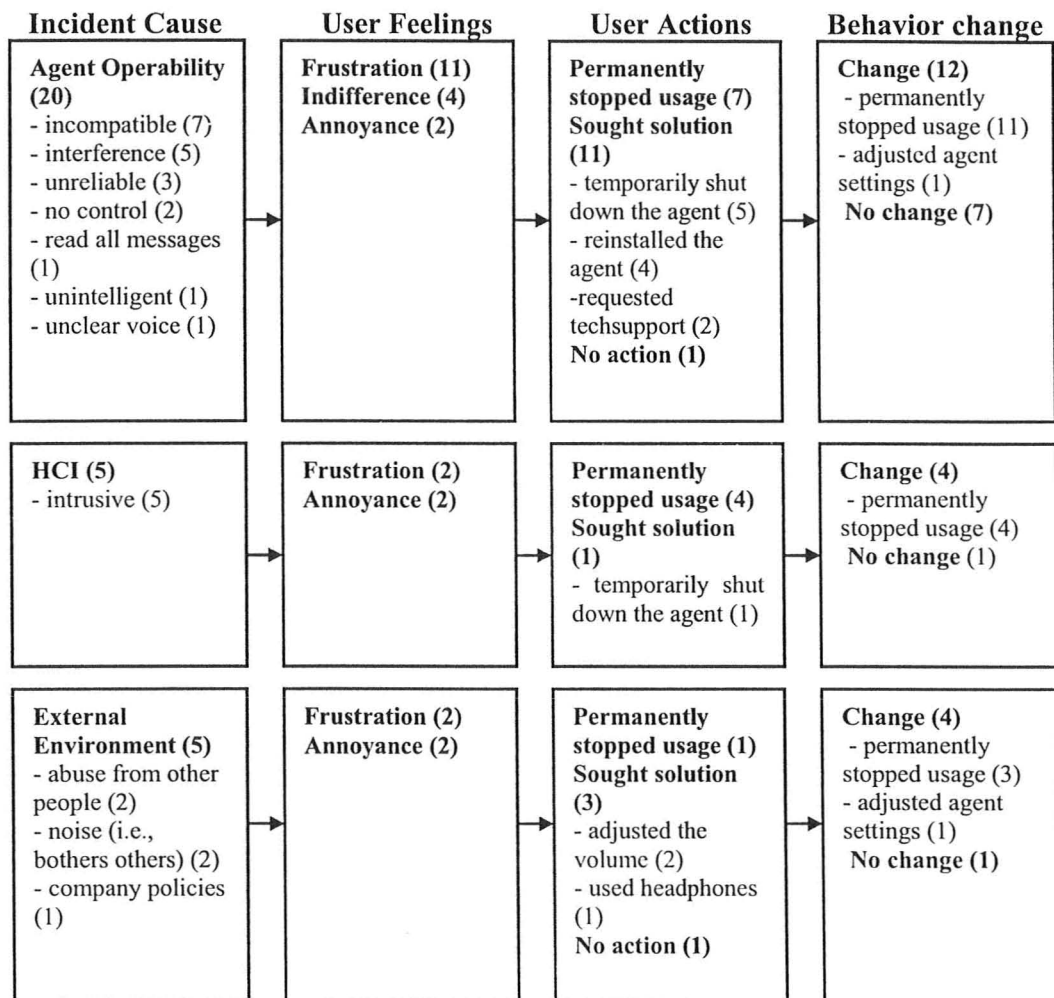 Incident Cause
User Feelings
User Actions
Behavior change
Agent Operability
(20)
- incompatible (7)
- interference (5)
- unreliable (3)
- no control (2)
- read all messages
(1)
- unintelligent (1)
- unclear voice (1)
Frustration (11)
Indifference (4)
Annoyance (2)
Permanently
stopped usage (7)
Sought solution
(11)
- temporarily shut
down the agent (5)
- reinstalled the
agent (4)
-requested
techsupport (2)
No action (1)
Change (12)
- permanently
stopped usage (11)
- adjusted agent
settings (1)
No change (7)
HCI (5)
- intrusive (5)
Frustration (2)
Annoyance (2)
Permanently
stopped usage (4)
Sought solution
(1)
- temporarily shut
down the agent (1)
Change (4)
- permanently
stopped usage (4)
No change (1)
External
Environment (5)
- abuse from other
people (2)
- noise (i.e.,
bothers others) (2)
- company policies
(1)
Frustration (2)
Annoyance (2)
Permanently
stopped usage (1)
Sought solution
(3)
- adjusted the
volume (2)
- used headphones
(1)
No action (1)
Change (4)
- permanently
stopped usage (3)
- adjusted agent
settings (1)
No change (1)